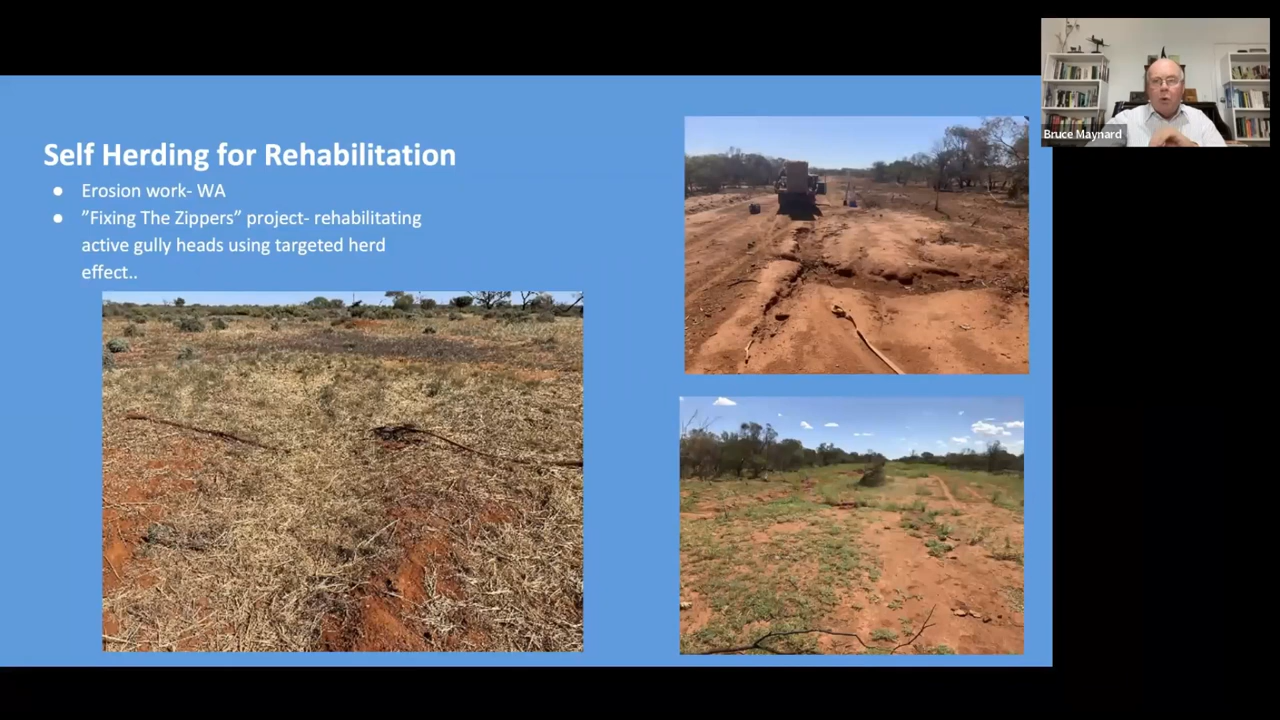 Self Herding for Rehabilitation
● Erosion work- WA
● ”Fixing The Zippers” project- rehabilitating
active gully heads using targeted herd
effect..
Bruce Maynard